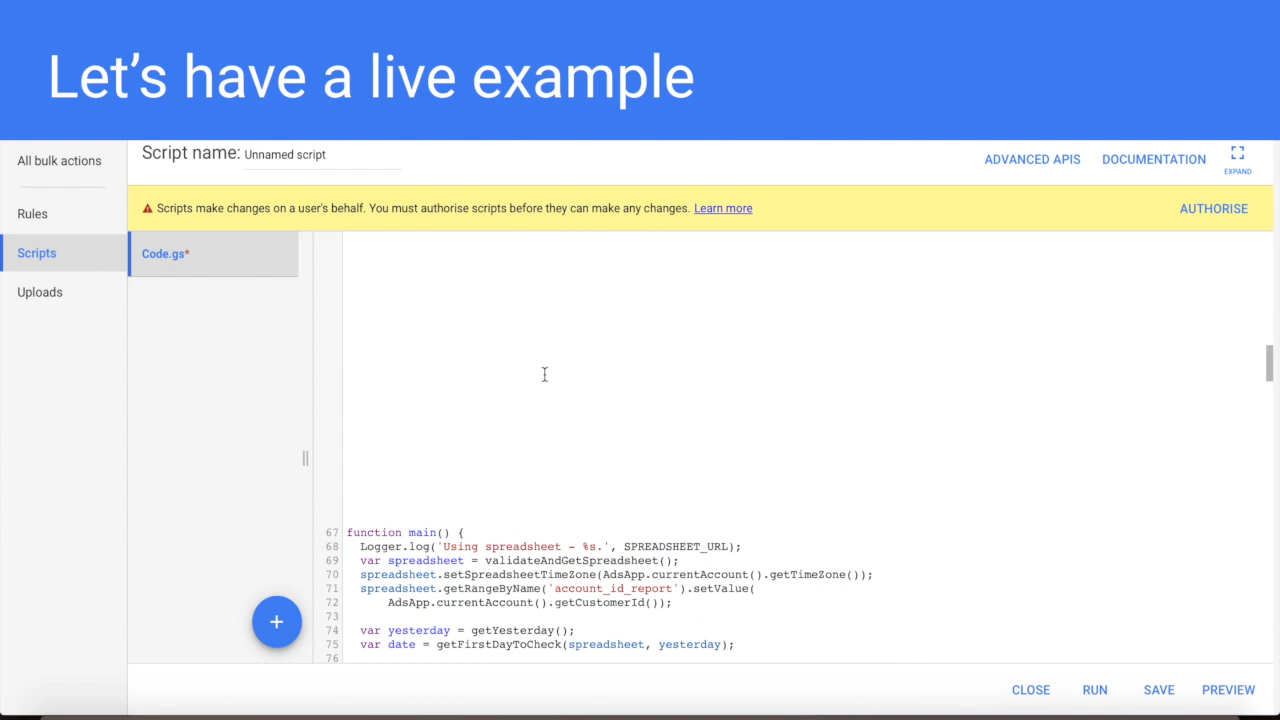 Let’s have a live example
All bulk actions
Script name: Unnamed script
ADVANCED APIS
DOCUMENTATION
EXPAND
Rules
Scripts make changes on a user's behalf. You must authorise scripts before they can make any changes. Learn more
AUTHORISE
Scripts
Code.gs*
Uploads
67 function main() {
68 Logger.log('Using spreadsheet - %s.', SPREADSHEET_URL);
69 var spreadsheet = validateAndGetSpreadsheet();
70 spreadsheet.setSpreadsheetTimeZone(AdsApp.currentAccount().getTimeZone());
71 spreadsheet.getRangeByName('account_id_report').setValue(
72 AdsApp.currentAccount().getCustomerId());
73
74 var yesterday = getYesterday();
75 var date = getFirstDayToCheck(spreadsheet, yesterday);
76
+
CLOSE
RUN
SAVE
PREVIEW